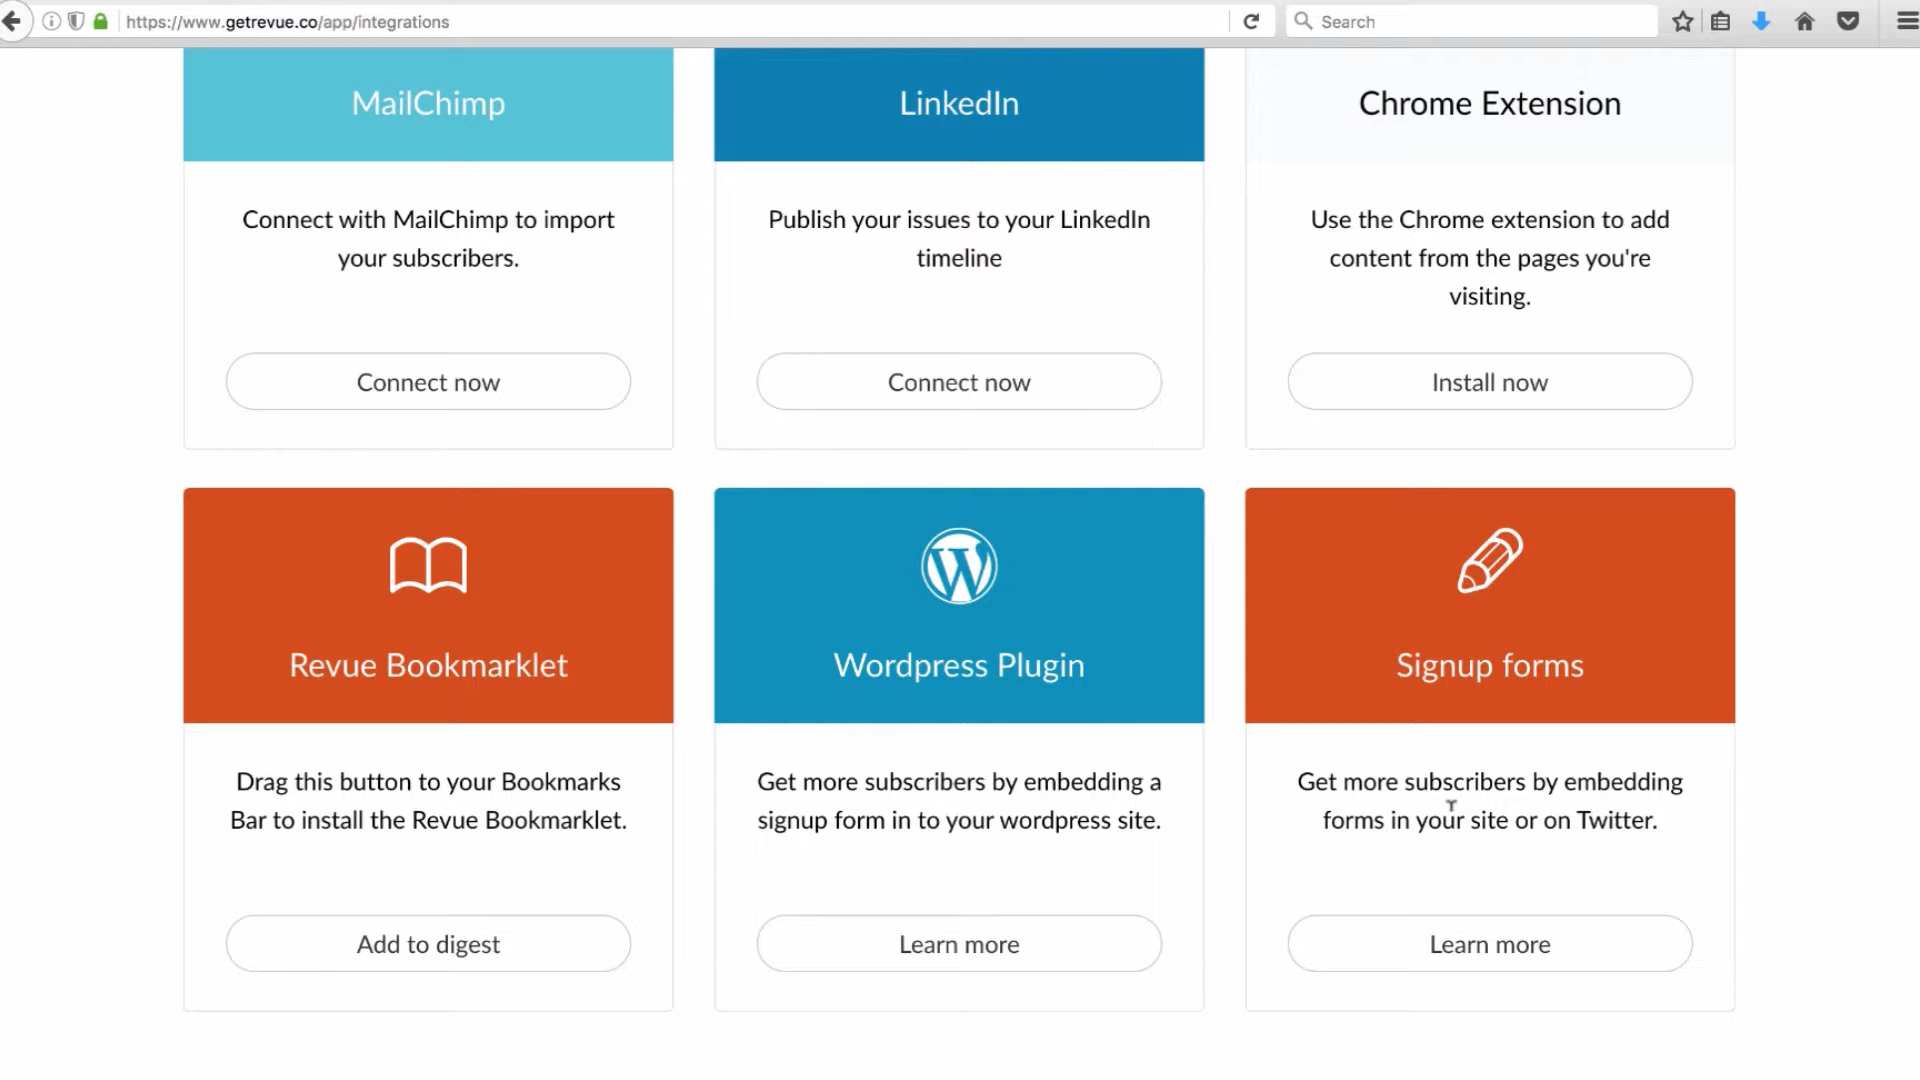 https://www.getrevue.co/app/integrations
Search
MailChimp
Connect with MailChimp to import
your subscribers.
Connect now
LinkedIn
Publish your issues to your LinkedIn
timeline
Connect now
Chrome Extension
Use the Chrome extension to add
content from the pages you're
visiting.
Install now
Revue Bookmarklet
Drag this button to your Bookmarks
Bar to install the Revue Bookmarklet.
Add to digest
Wordpress Plugin
Get more subscribers by embedding a
signup form in to your wordpress site.
Learn more
Signup forms
Get more subscribers by embedding
forms in your site or on Twitter.
Learn more